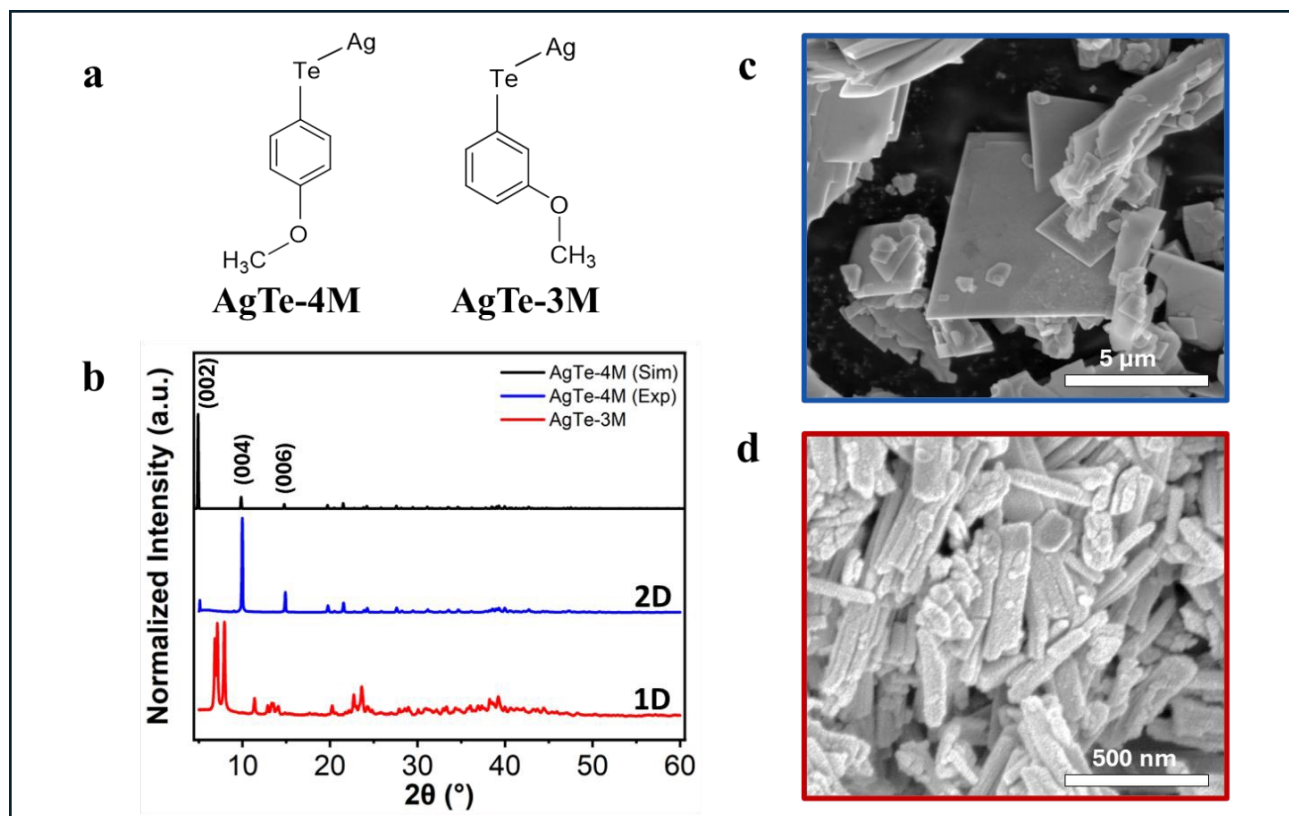 a
Ag
Te
O
H₃C
AgTe-4M
Ag
Te
O
CH₃
AgTe-3M
b
Normalized Intensity (a.u.)
(002)
(004)
(006)
AgTe-4M (Sim)
AgTe-4M (Exp)
AgTe-3M
2D
1D
10 20 30 40 50 60
2θ (°)
c
5 µm
d
500 nm